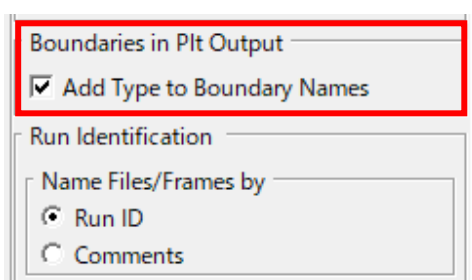 Boundaries in Plt Output
Add Type to Boundary Names
Run Identification
Name Files/Frames by
Run ID
Comments